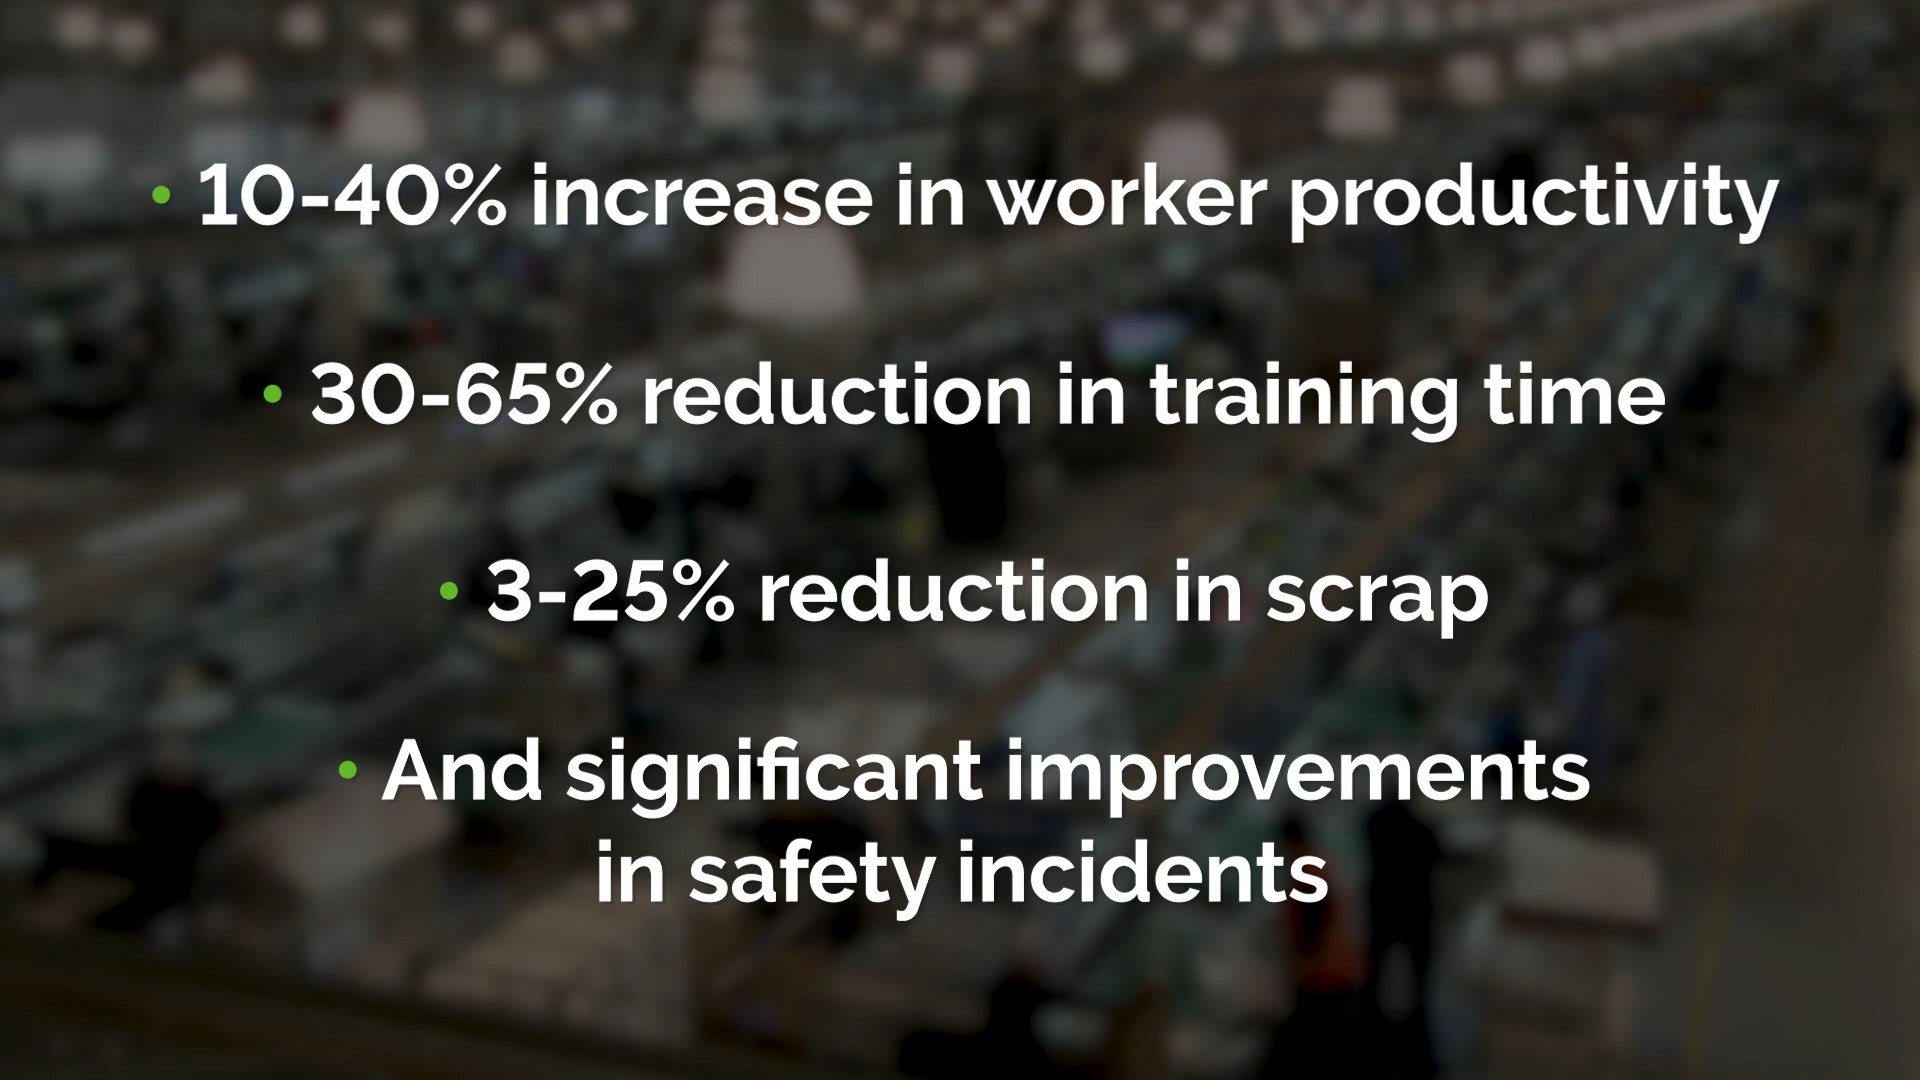 • 10-40% increase in worker productivity
• 30-65% reduction in training time
• 3-25% reduction in scrap
• And significant improvements
in safety incidents